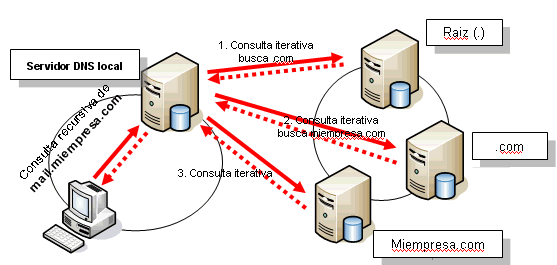 Servidor DNS local
1. Consulta iterativa
busca .com
Raiz (.)
Consulta recursiva de
mail.miempresa.com
2. Consulta iterativa
busca miempresa.com
.com
3. Consulta iterativa
Miempresa.com